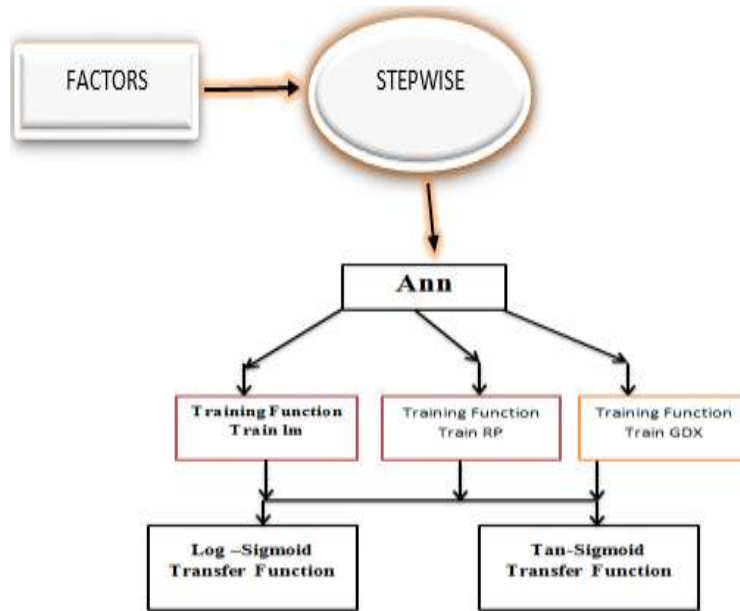 FACTORS
STEPWISE
Ann
Training Function
Train lm
Training Function
Train RP
Training Function
Train GDX
Log –Sigmoid
Transfer Function
Tan-Sigmoid
Transfer Function